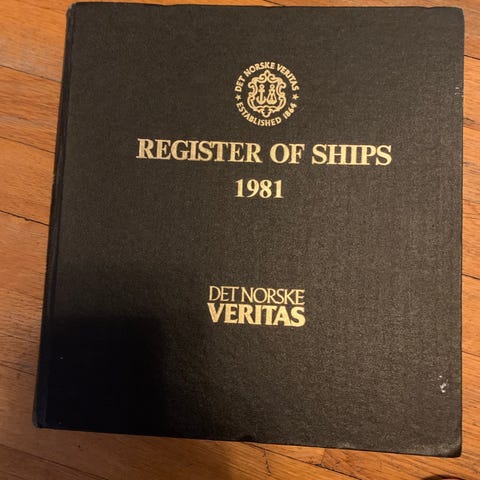 ★ DET NORSKE VERITAS ★
ESTABLISHED 1864
REGISTER OF SHIPS
1981
DET NORSKE
VERITAS